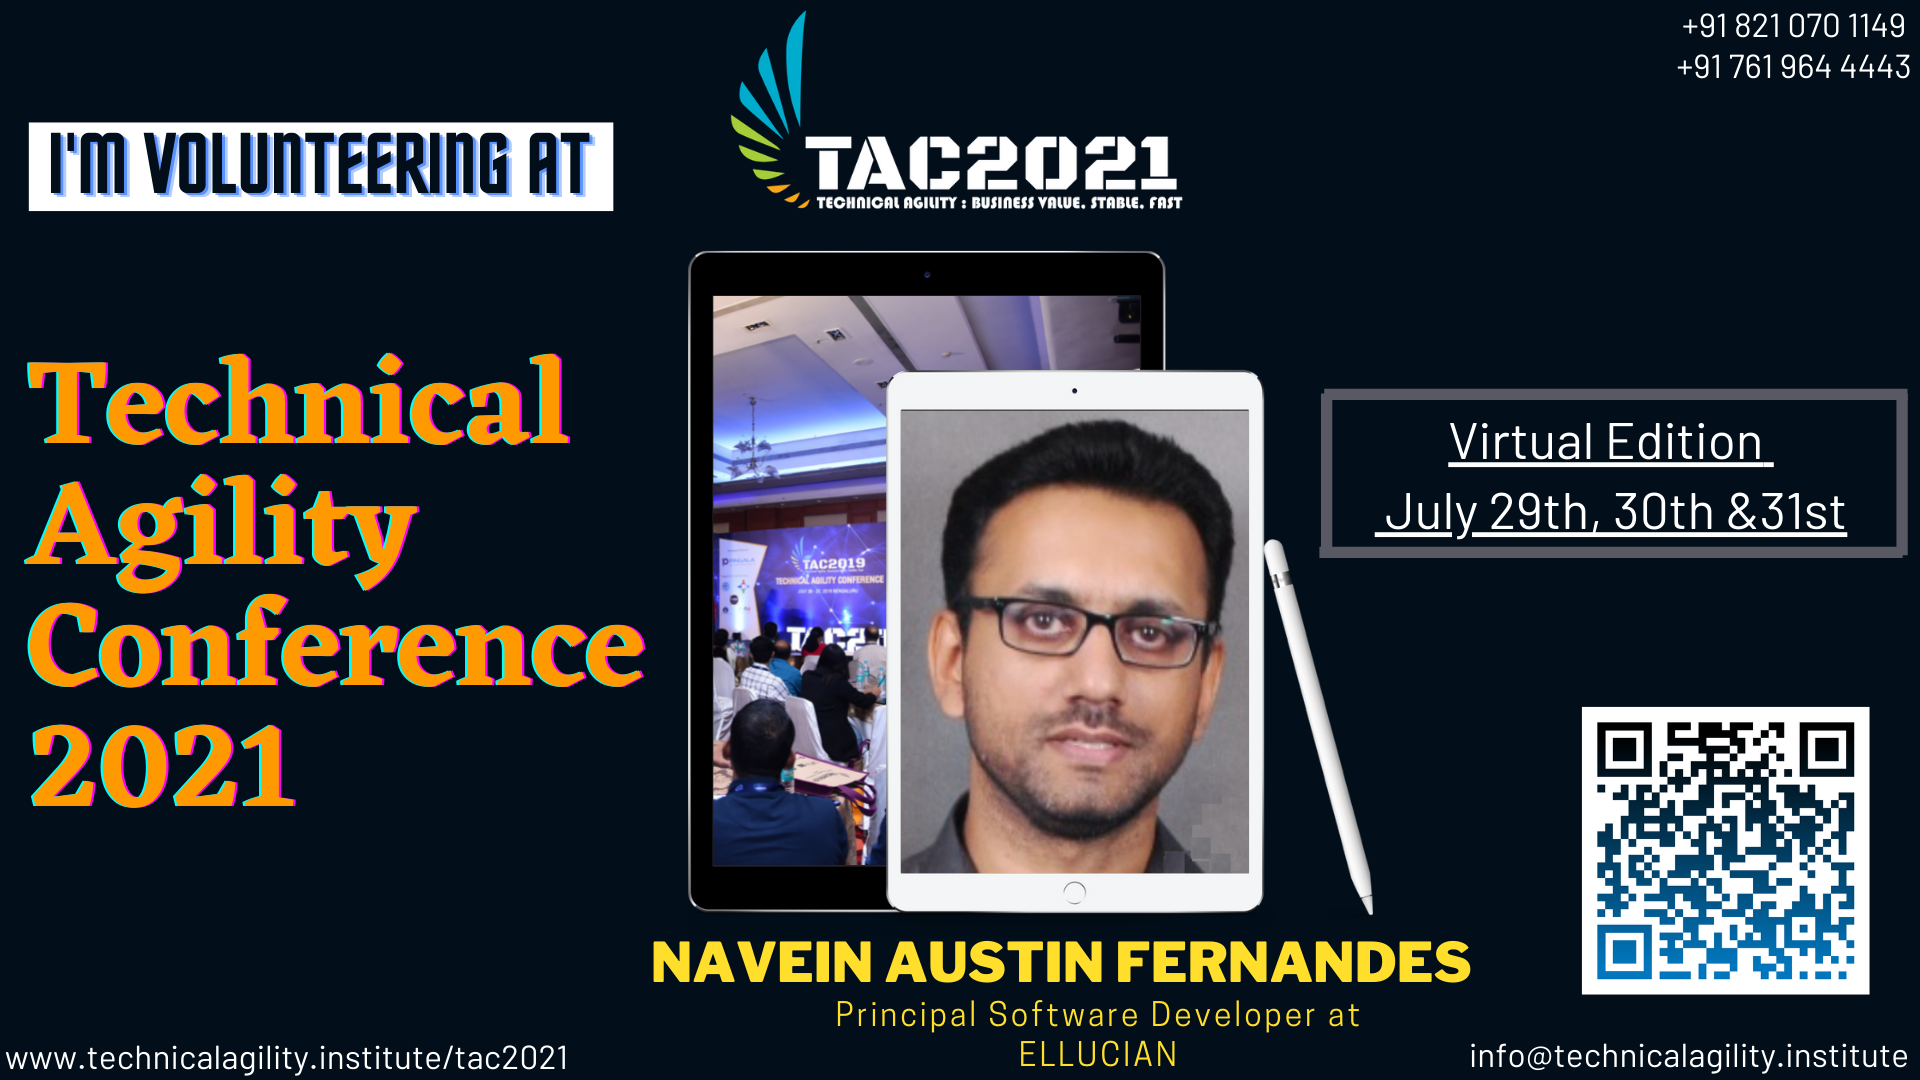 +91 821 070 1149
+91 761 964 4443
I'M VOLUNTEERING AT
TAC2021
TECHNICAL AGILITY : BUSINESS VALUE. STABLE. FAST
Technical
Agility
Conference
2021
TAC2019
TECHNICAL AGILITY CONFERENCE
Virtual Edition
July 29th, 30th &31st
NAVEIN AUSTIN FERNANDES
Principal Software Developer at
ELLUCIAN
www.technicalagility.institute/tac2021
info@technicalagility.institute